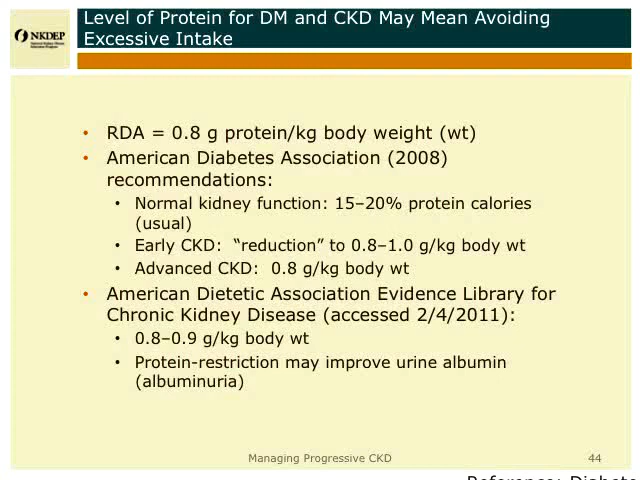 Level of Protein for DM and CKD May Mean Avoiding
Excessive Intake
NKDEP
RDA = 0.8 g protein/kg body weight (wt)
American Diabetes Association (2008)
recommendations:
Normal kidney function: 15–20% protein calories
(usual)
Early CKD: “reduction” to 0.8–1.0 g/kg body wt
Advanced CKD: 0.8 g/kg body wt
American Dietetic Association Evidence Library for
Chronic Kidney Disease (accessed 2/4/2011):
0.8–0.9 g/kg body wt
Protein-restriction may improve urine albumin
(albuminuria)
Managing Progressive CKD
44